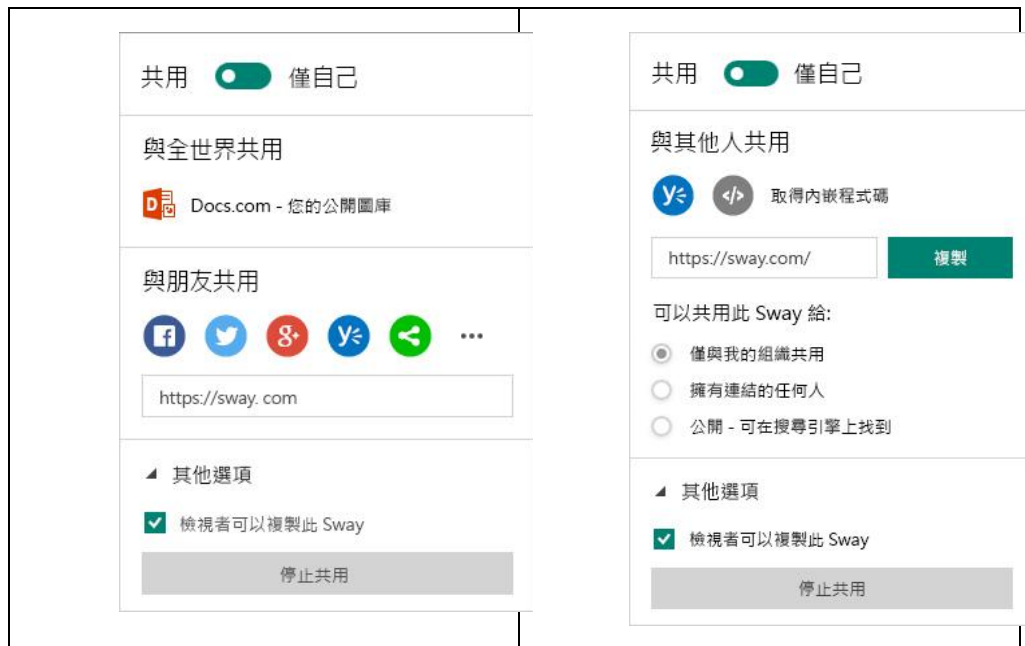 共用 僅自己
與全世界共用
Docs.com - 您的公開圖庫
與朋友共用
https://sway. com
其他選項
檢視者可以複製此 Sway
停止共用
共用 僅自己
與其他人共用
取得內嵌程式碼
https://sway.com/ 複製
可以共用此 Sway 給:
僅與我的組織共用
擁有連結的任何人
公開 - 可在搜尋引擎上找到
其他選項
檢視者可以複製此 Sway
停止共用